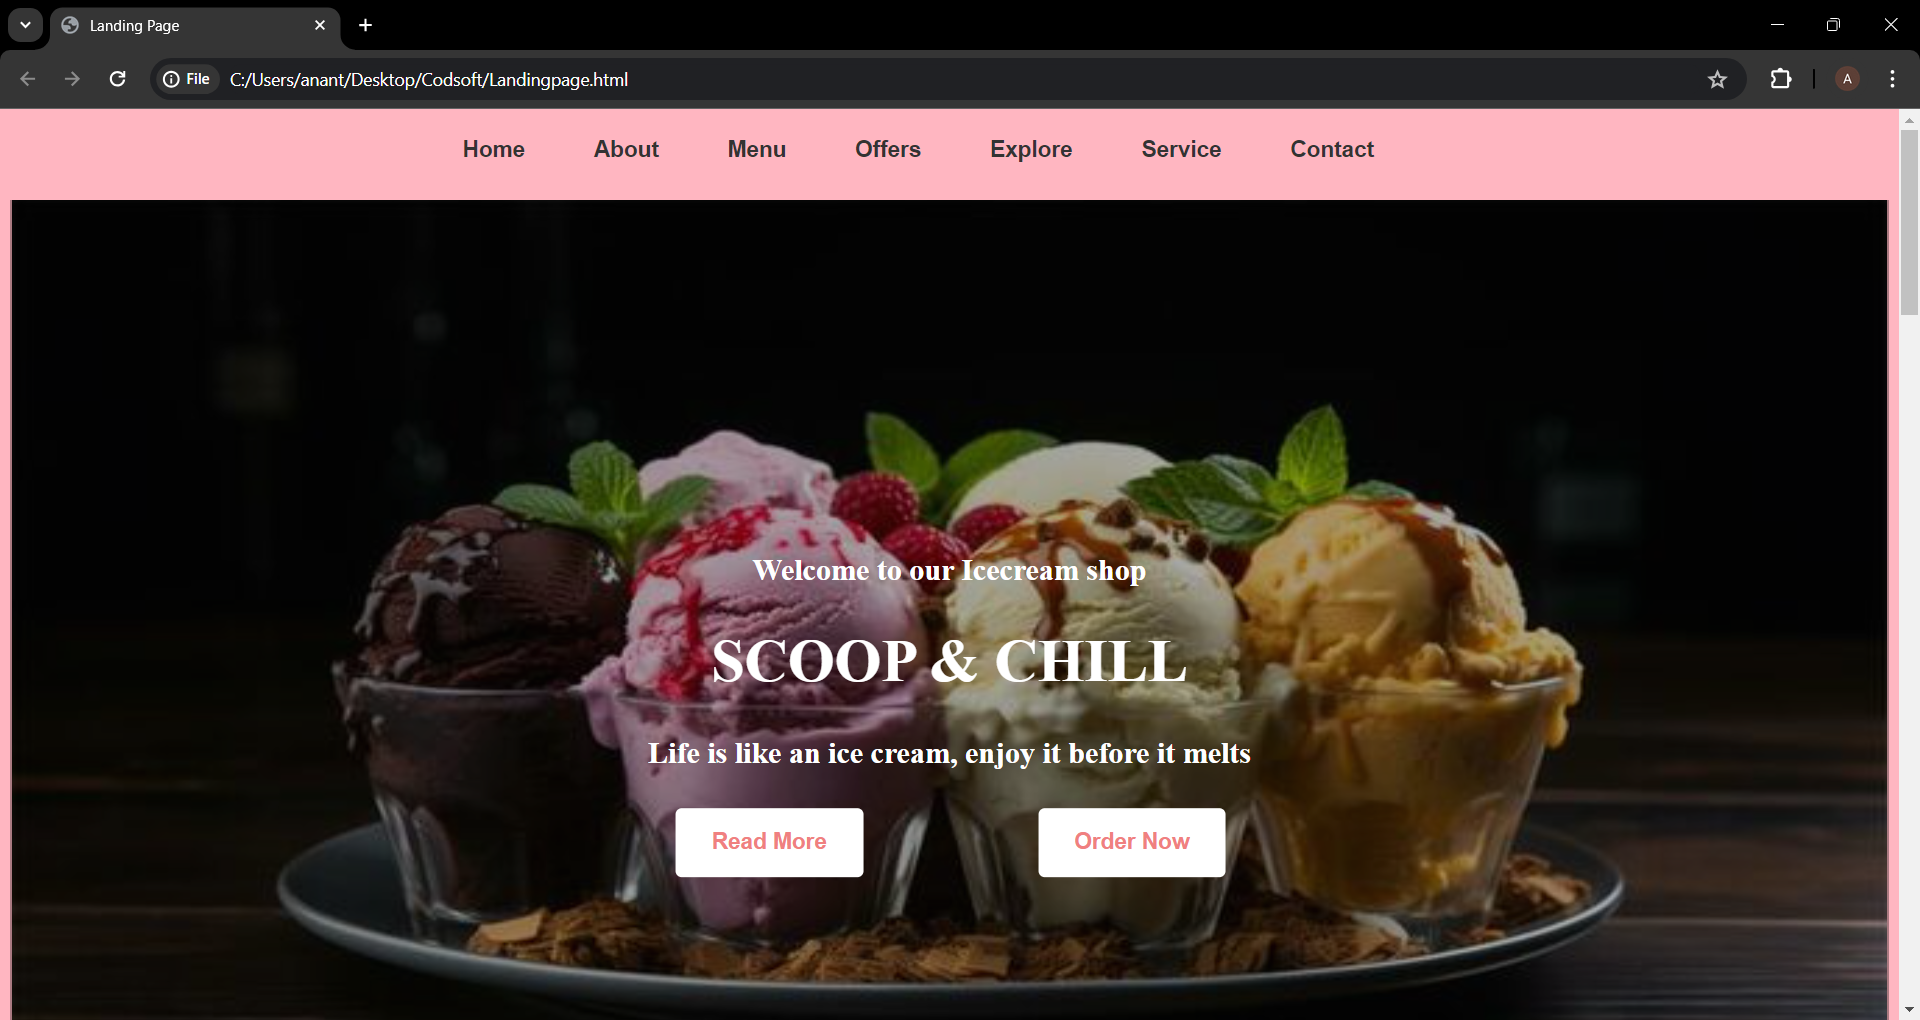 Landing Page
File C:/Users/anant/Desktop/Codsoft/Landingpage.html A
Home About Menu Offers Explore Service Contact
Welcome to our Icecream shop
SCOOP & CHILL
Life is like an ice cream, enjoy it before it melts
Read More Order Now